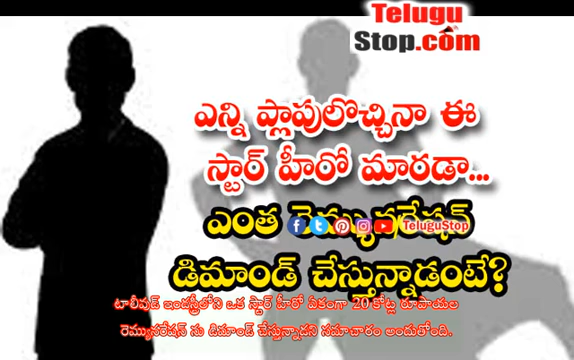 Telugu
Stop.com
ఎన్ని ప్లాపులొచ్చినా ఈ
స్టార్ హీరో మారడా...
ఎంత రెమ్యునరేషన్
TeluguStop
డిమాండ్ చేస్తున్నాడంటే?
టాలీవుడ్ ఇండస్ట్రీలోని ఒక స్టార్ హీరో ఏకంగా 20 కోట్ల రూపాయల
రెమ్యునరేషన్ ను డిమాండ్ చేస్తున్నాడని సమాచారం అందుతోంది.